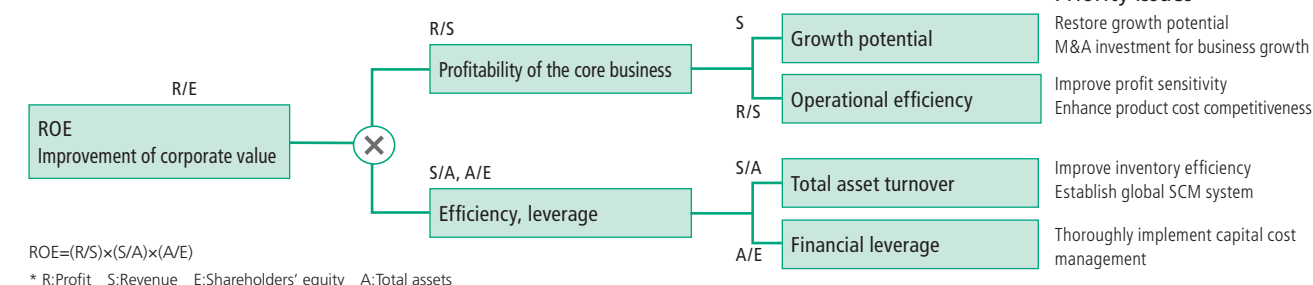 Priority Issues
R/E
ROE
Improvement of corporate value
R/S
Profitability of the core business
S/A, A/E
Efficiency, leverage
S
Growth potential
Restore growth potential
M&A investment for business growth
R/S
Operational efficiency
Improve profit sensitivity
Enhance product cost competitiveness
S/A
Total asset turnover
Improve inventory efficiency
Establish global SCM system
A/E
Financial leverage
Thoroughly implement capital cost
management
ROE=(R/S)×(S/A)×(A/E)
* R:Profit S:Revenue E:Shareholders' equity A:Total assets